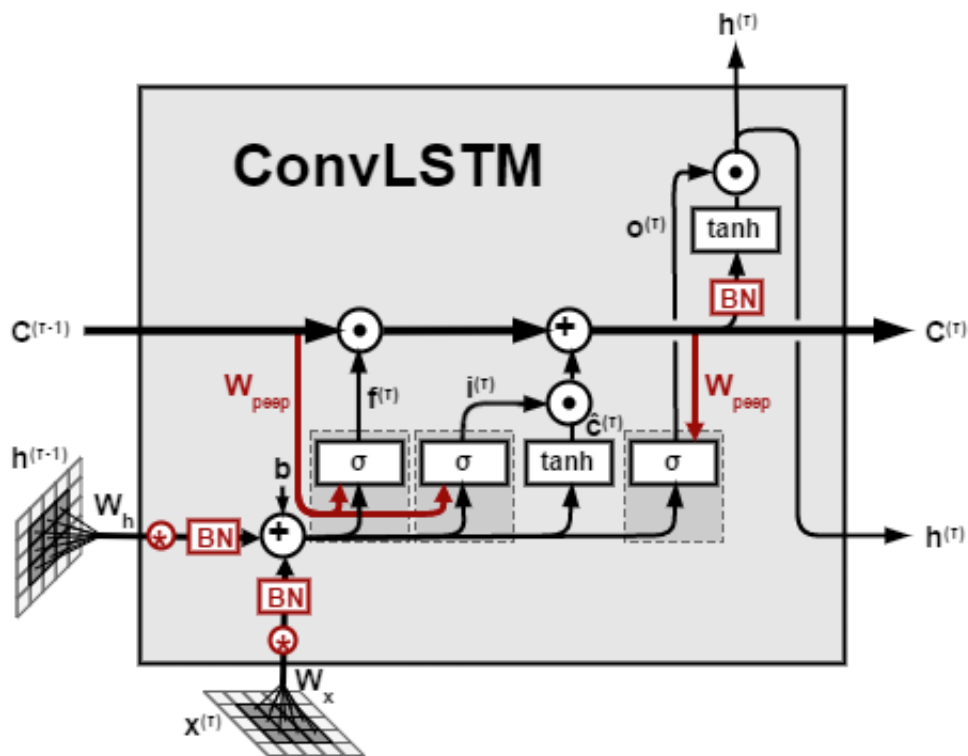 h(τ)
ConvLSTM
o(τ)
tanh
BN
C(τ-1)
C(τ)
W peep
f(τ)
i(τ)
ĉ(τ)
W peep
h(τ-1)
b
σ
σ
tanh
σ
W h
BN
h(τ)
BN
W x
X(τ)